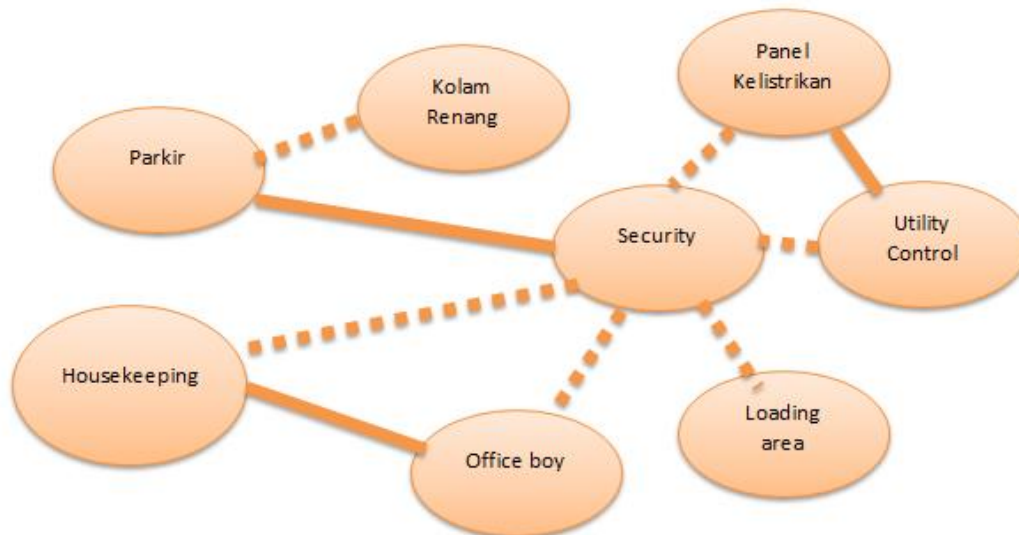 Panel
Kelistrikan
Kolam
Renang
Parkir
Security
Utility
Control
Housekeeping
Loading
area
Office boy